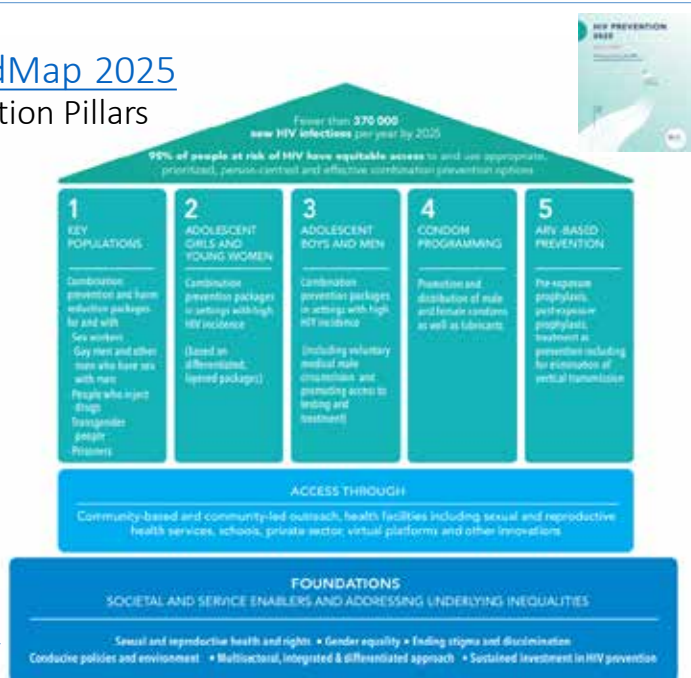 dMap 2025
tion Pillars
HIV PREVENTION
2025
Fewer than 370 000
new HIV infections per year by 2025
95% of people at risk of HIV have equitable access to and use appropriate,
prioritized, person-centred and effective combination prevention options
1
KEY
POPULATIONS
Combination
prevention and harm
reduction packages
for and with
Sex workers
Gay men and other
men who have sex
with men
People who inject
drugs
Transgender
people
Prisoners
2
ADOLESCENT
GIRLS AND
YOUNG WOMEN
Combination
prevention packages
in settings with high
HIV incidence
(based on
differentiated,
layered packages)
3
ADOLESCENT
BOYS AND MEN
Combination
prevention packages
in settings with high
HIV incidence
(including voluntary
medical male
circumcision and
promoting access to
testing and
treatment)
4
CONDOM
PROGRAMMING
Promotion and
distribution of male
and female condoms
as well as lubricants
5
ARV-BASED
PREVENTION
Pre-exposure
prophylaxis,
post-exposure
prophylaxis,
treatment as
prevention including
for elimination of
vertical transmission
ACCESS THROUGH
Community-based and community-led outreach, health facilities including sexual and reproductive
health services, schools, private sector, virtual platforms and other innovations
FOUNDATIONS
SOCIETAL AND SERVICE ENABLERS AND ADDRESSING UNDERLYING INEQUALITIES
Sexual and reproductive health and rights • Gender equality • Ending stigma and discrimination
Conducive policies and environment • Multisectoral, integrated & differentiated approach • Sustained investment in HIV prevention